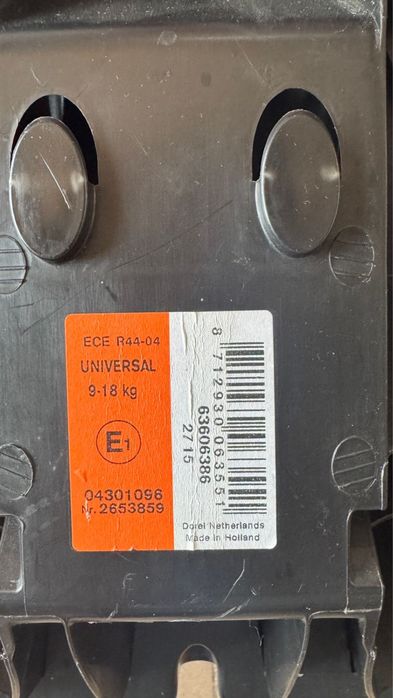 ECE R44-04
UNIVERSAL
9-18 kg
E1
04301096
Nr. 2653859
8 712930 063551
63606386
2715
Dorel Netherlands
Made in Holland